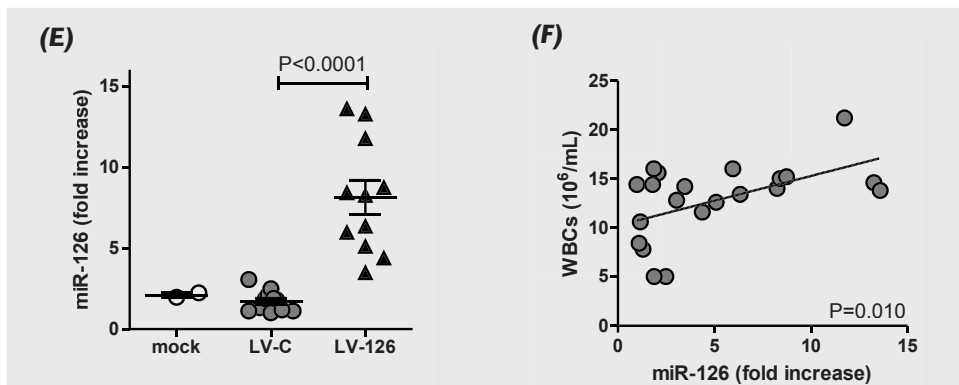 (E)
P<0.0001
miR-126 (fold increase)
15
10
5
0
mock
LV-C
LV-126
(F)
WBCs (10⁶/mL)
25
20
15
10
5
0
P=0.010
0
5
10
15
miR-126 (fold increase)